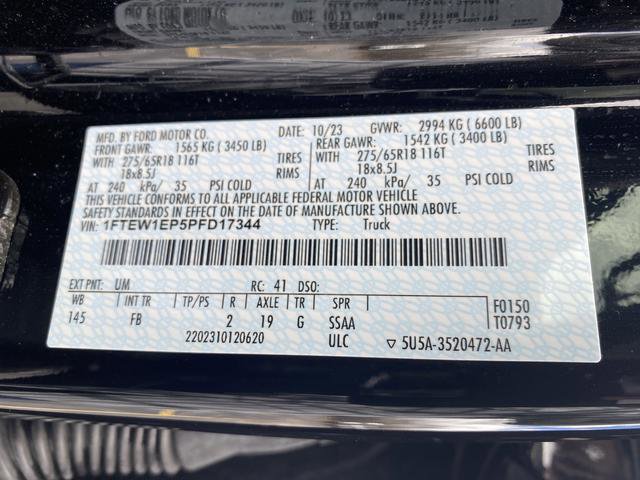 MFD. BY FORD MOTOR CO. DATE: 10/23 GVWR: 2994 KG (6600 LB)
FRONT GAWR: 1565 KG (3450 LB) REAR GAWR: 1542 KG (3400 LB)
WITH 275/65R18 116T TIRES WITH 275/65R18 116T TIRES
18x8.5J RIMS 18x8.5J RIMS
AT 240 kPa/ 35 PSI COLD AT 240 kPa/ 35 PSI COLD
THIS VEHICLE CONFORMS TO ALL APPLICABLE FEDERAL MOTOR VEHICLE
SAFETY STANDARDS IN EFFECT ON THE DATE OF MANUFACTURE SHOWN ABOVE.
VIN: 1FTEW1EP5PFD17344 TYPE: Truck
EXT PNT: UM RC: 41 DSO:
WB INT TR TP/PS R AXLE TR SPR F0150
145 FB 2 19 G SSAA T0793
2202310120620 ULC ▽ 5U5A-3520472-AA